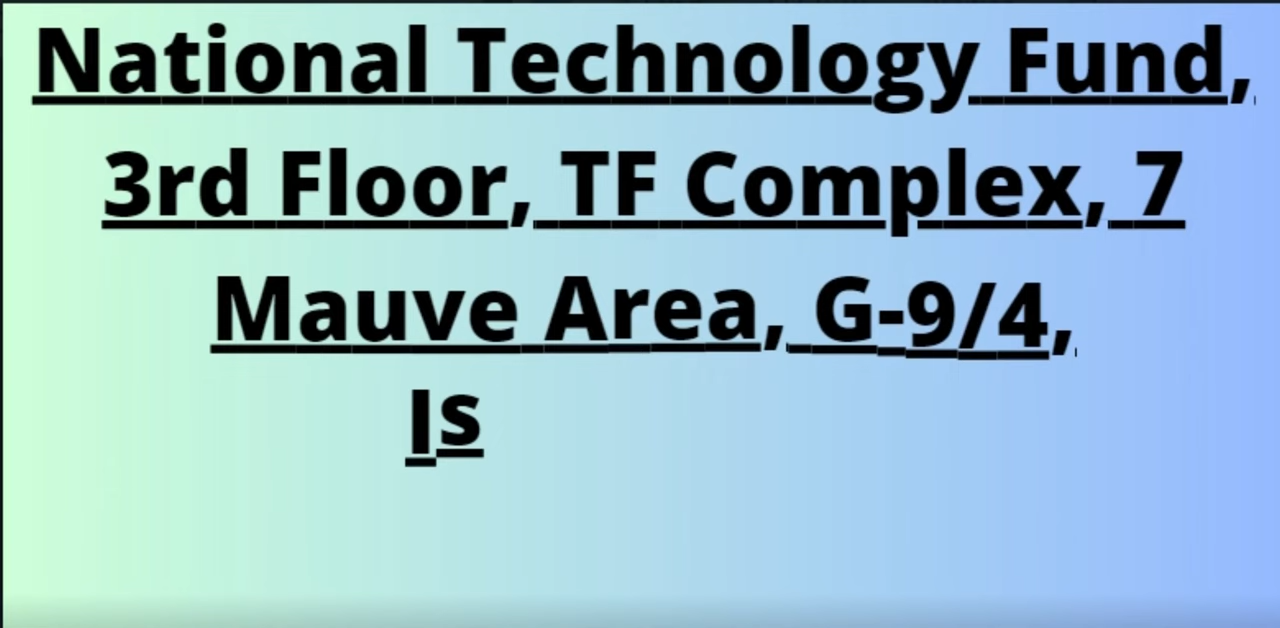 National Technology Fund,
3rd Floor, TF Complex, 7
Mauve Area, G-9/4,
Is